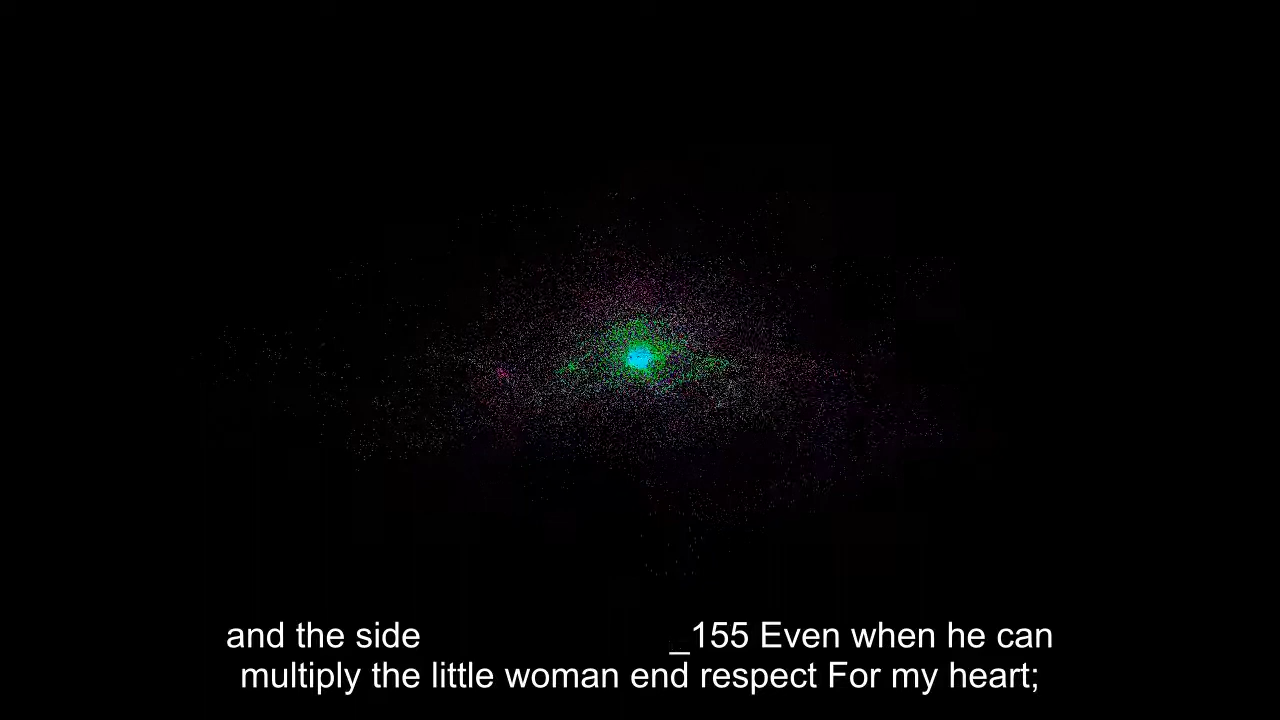 and the side _155 Even when he can
multiply the little woman end respect For my heart;